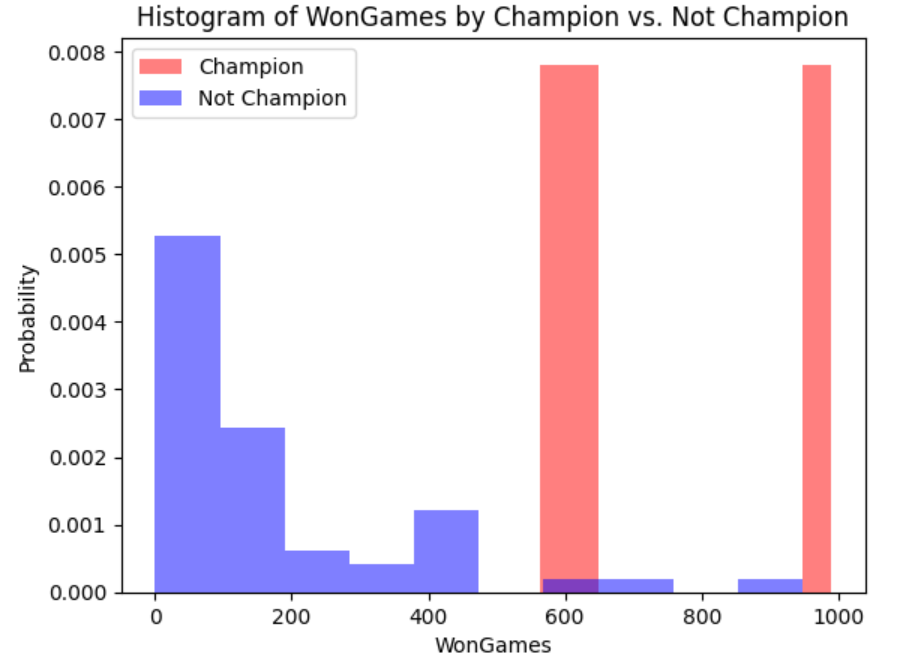 Histogram of WonGames by Champion vs. Not Champion
Champion
Not Champion
Probability
0.008
0.007
0.006
0.005
0.004
0.003
0.002
0.001
0.000
0 200 400 600 800 1000
WonGames